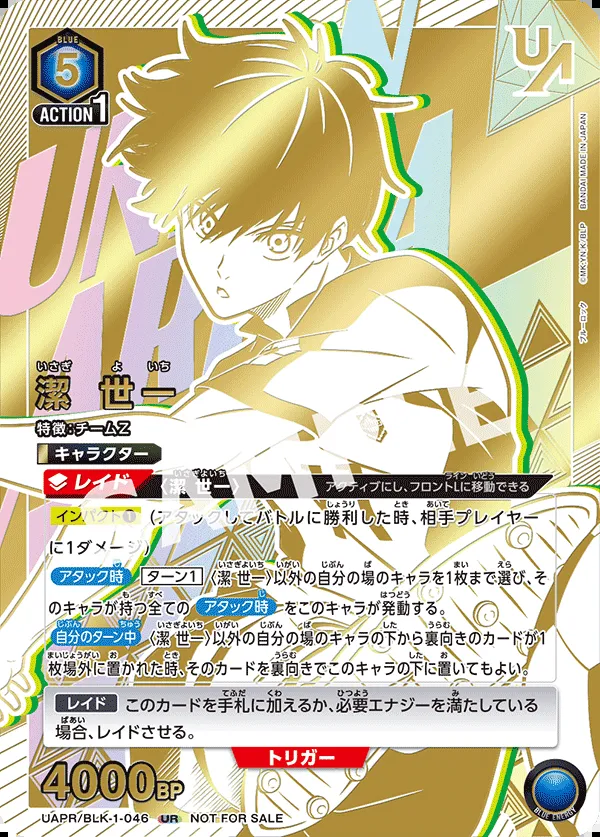 BLUE
5
ACTION 1
UA
©MK.YN.K/BLP BANDAI MADE IN JAPAN
ブルーロック
いさぎ よ いち
潔 世一
特徴:チームZ
キャラクター
レイド 〈潔 世一〉 アクティブにし、フロントLに移動できる
インパクト1 (アタックしてバトルに勝利した時、相手プレイヤー
に1ダメージ)
アタック時 ターン1 〈潔 世一〉以外の自分の場のキャラを1枚まで選び、そ
のキャラが持つ全ての アタック時 をこのキャラが発動する。
自分のターン中 〈潔 世一〉以外の自分の場のキャラの下から裏向きのカードが1
枚場外に置かれた時、そのカードを裏向きでこのキャラの下に置いてもよい。
レイド このカードを手札に加えるか、必要エナジーを満たしている
場合、レイドさせる。
トリガー
4000BP
BLUE ENERGY
UAPR/BLK-1-046 UR NOT FOR SALE